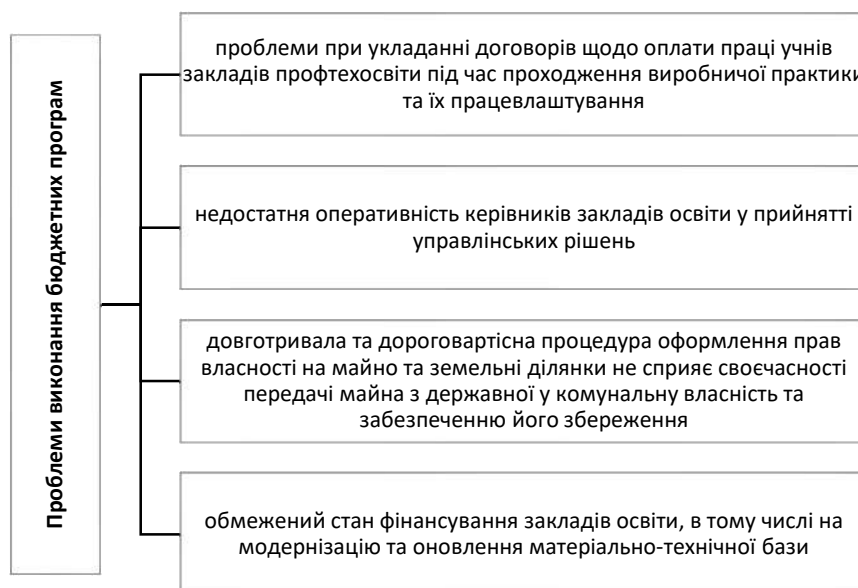 Проблеми виконання бюджетних програм
проблеми при укладанні договорів щодо оплати праці учнів
закладів профтехосвіти під час проходження виробничої практики
та їх працевлаштування
недостатня оперативність керівників закладів освіти у прийнятті
управлінських рішень
довготривала та дороговартісна процедура оформлення прав
власності на майно та земельні ділянки не сприяє своєчасності
передачі майна з державної у комунальну власність та
забезпеченню його збереження
обмежений стан фінансування закладів освіти, в тому числі на
модернізацію та оновлення матеріально-технічної бази